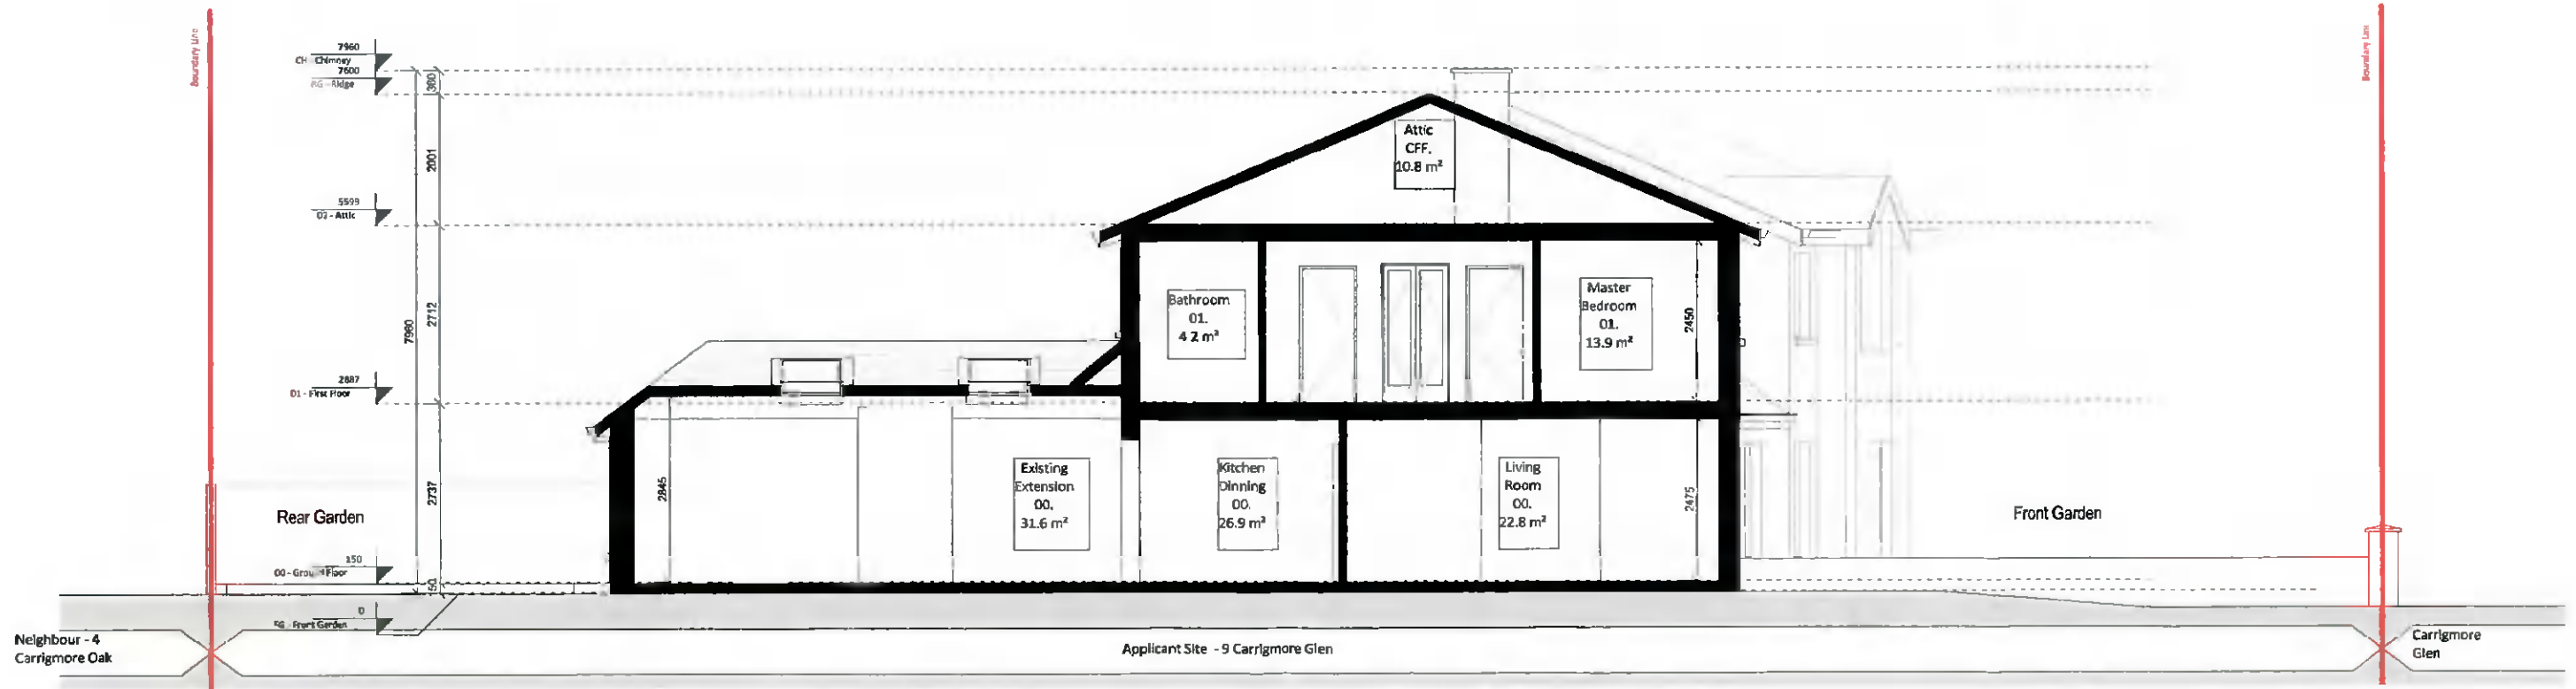 Boundary Line
7960
CH - Chimney
7600
RG - Ridge
5599
02 - Attic
2887
01 - First Floor
150
00 - Ground Floor
0
FG - Front Garden
2001
2712
7960
2737
2845
2450
2475
Attic
CFF.
10.8 m²
Bathroom
01.
4.2 m²
Master
Bedroom
01.
13.9 m²
Existing
Extension
00.
31.6 m²
Kitchen
Dinning
00.
26.9 m²
Living
Room
00.
22.8 m²
Rear Garden
Front Garden
Boundary Line
Neighbour - 4
Carrigmore Oak
Applicant Site - 9 Carrigmore Glen
Carrigmore
Glen